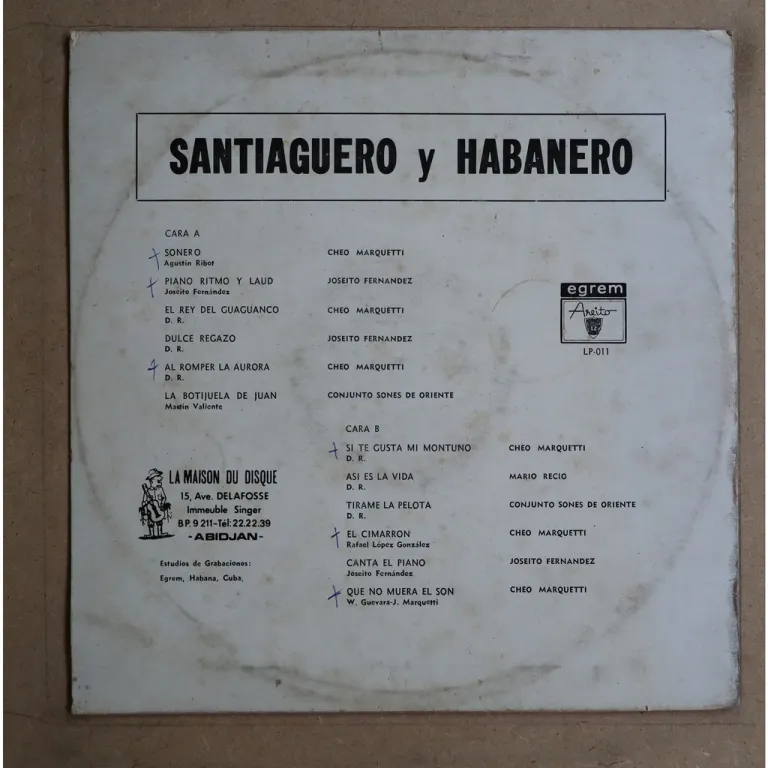 SANTIAGUERO y HABANERO
CARA A
SONERO CHEO MARQUETTI
Agustín Ribot
PIANO RITMO Y LAUD JOSEITO FERNANDEZ
Joseito Fernández
EL REY DEL GUAGUANCO CHEO MARQUETTI
D. R.
DULCE REGAZO JOSEITO FERNANDEZ
D. R.
AL ROMPER LA AURORA CHEO MARQUETTI
D. R.
LA BOTIJUELA DE JUAN CONJUNTO SONES DE ORIENTE
Martín Valiente
egrem
Areito
LP-011
CARA B
SI TE GUSTA MI MONTUNO CHEO MARQUETTI
D. R.
ASI ES LA VIDA MARIO RECIO
D. R.
TIRAME LA PELOTA CONJUNTO SONES DE ORIENTE
D. R.
EL CIMARRON CHEO MARQUETTI
Rafael López González
CANTA EL PIANO JOSEITO FERNANDEZ
Joseito Fernández
QUE NO MUERA EL SON CHEO MARQUETTI
W. Guevara-J. Marquetti
LA MAISON DU DISQUE
15, Ave. DELAFOSSE
Immeuble Singer
B P. 9 211-Tél: 22.22.39
-ABIDJAN-
Estudios de Grabaciones:
Egrem, Habana, Cuba,